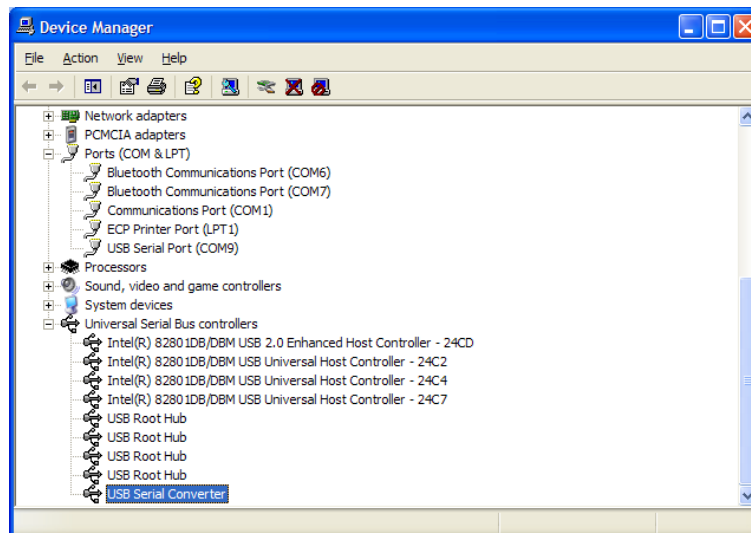 Device Manager
File Action View Help
Network adapters
PCMCIA adapters
Ports (COM & LPT)
Bluetooth Communications Port (COM6)
Bluetooth Communications Port (COM7)
Communications Port (COM1)
ECP Printer Port (LPT1)
USB Serial Port (COM9)
Processors
Sound, video and game controllers
System devices
Universal Serial Bus controllers
Intel(R) 82801DB/DBM USB 2.0 Enhanced Host Controller - 24CD
Intel(R) 82801DB/DBM USB Universal Host Controller - 24C2
Intel(R) 82801DB/DBM USB Universal Host Controller - 24C4
Intel(R) 82801DB/DBM USB Universal Host Controller - 24C7
USB Root Hub
USB Root Hub
USB Root Hub
USB Root Hub
USB Serial Converter